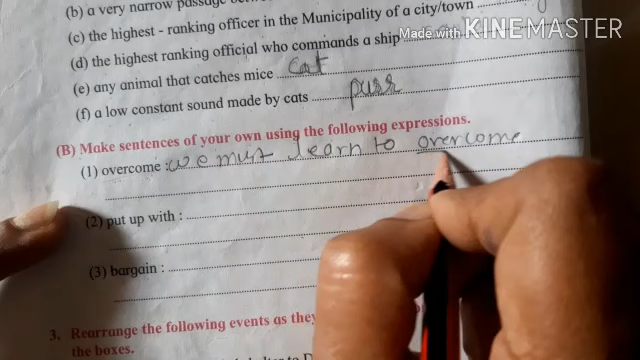 (b) a very narrow passage
(c) the highest - ranking officer in the Municipality of a city/town
(d) the highest ranking official who commands a ship
Made with KINEMASTER
(e) any animal that catches mice cat
(f) a low constant sound made by cats purr
(B) Make sentences of your own using the following expressions.
(1) overcome : we must learn to overcome
(2) put up with :
(3) bargain :
3. Rearrange the following events as they
the boxes.